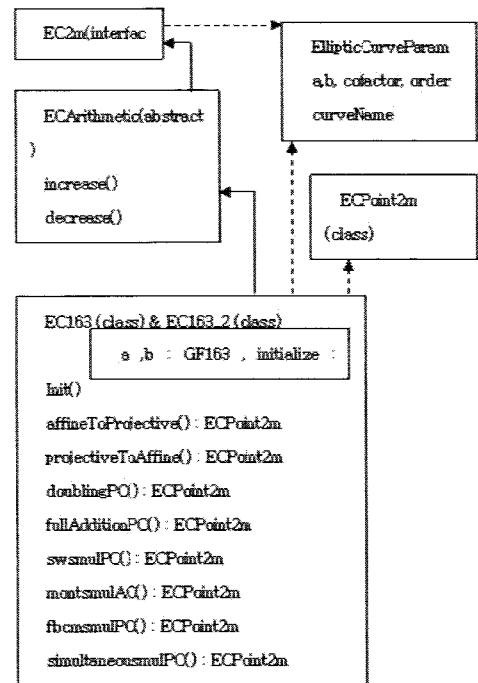 EC2m(interfac
EllipticCurveParam
a,b, cofactor, order
curveName
ECArithmetic(abstract
)
increase()
decrease()
ECPoint2m
(class)
EC163 (class) & EC163_2 (class)
a ,b : GF163 , initialize :
Init()
affineToProjective() : ECPoint2m
projectiveToAffine() : ECPoint2m
doublingPC() : ECPoint2m
fullAdditionPC() : ECPoint2m
swsmulPC() : ECPoint2m
montsmulAC() : ECPoint2m
fbcmsmulPC() : ECPoint2m
simultaneousmulPC() : ECPoint2m